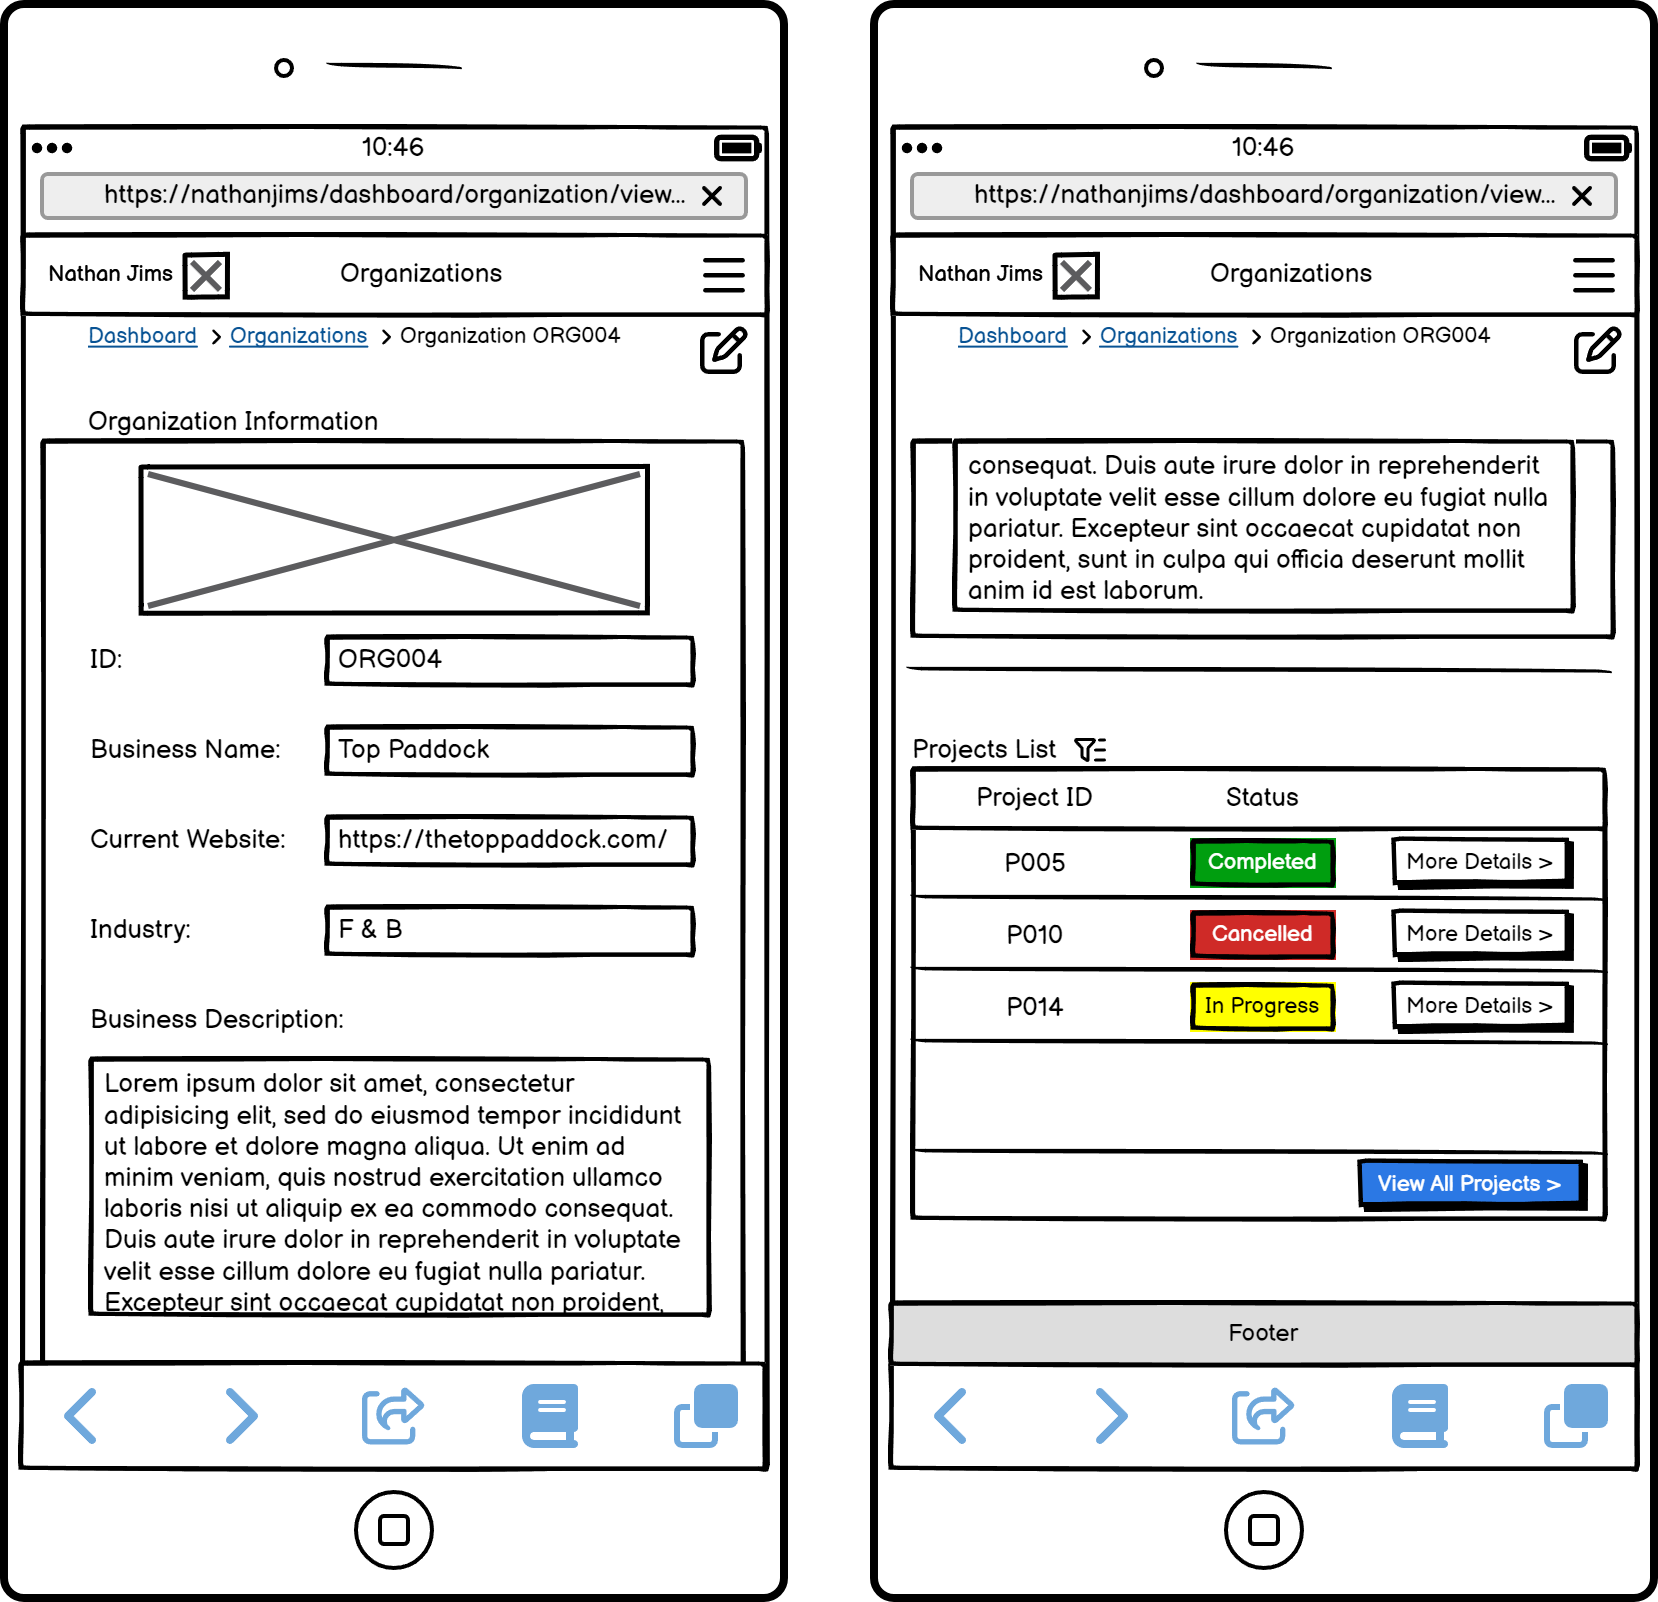 10:46
https://nathanjims/dashboard/organization/view...
Nathan Jims
Organizations
Dashboard > Organizations > Organization ORG004
Organization Information
ID:
ORG004
Business Name:
Top Paddock
Current Website:
https://thetoppaddock.com/
Industry:
F & B
Business Description:
Lorem ipsum dolor sit amet, consectetur
adipisicing elit, sed do eiusmod tempor incididunt
ut labore et dolore magna aliqua. Ut enim ad
minim veniam, quis nostrud exercitation ullamco
laboris nisi ut aliquip ex ea commodo consequat.
Duis aute irure dolor in reprehenderit in voluptate
velit esse cillum dolore eu fugiat nulla pariatur.
Excepteur sint occaecat cupidatat non proident,
10:46
https://nathanjims/dashboard/organization/view...
Nathan Jims
Organizations
Dashboard > Organizations > Organization ORG004
consequat. Duis aute irure dolor in reprehenderit
in voluptate velit esse cillum dolore eu fugiat nulla
pariatur. Excepteur sint occaecat cupidatat non
proident, sunt in culpa qui officia deserunt mollit
anim id est laborum.
Projects List
Project ID
Status
P005
Completed
More Details >
P010
Cancelled
More Details >
P014
In Progress
More Details >
View All Projects >
Footer